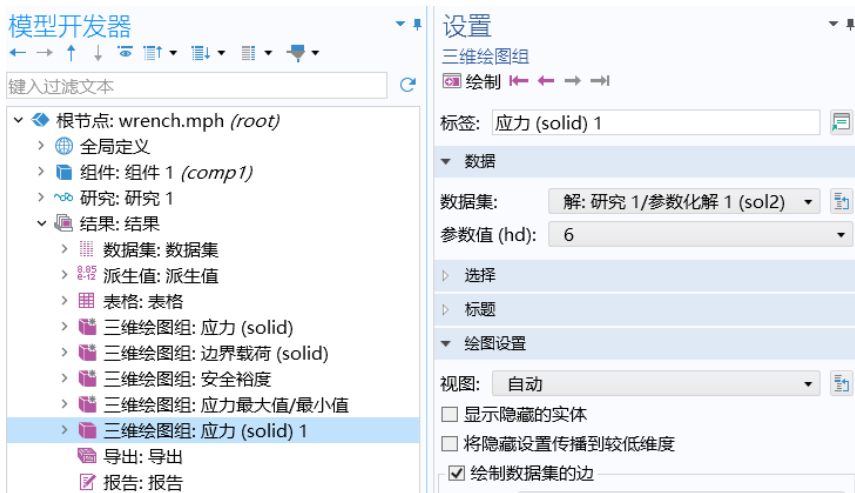 模型开发器
键入过滤文本
根节点: wrench.mph (root)
全局定义
组件: 组件 1 (comp1)
研究: 研究 1
结果: 结果
数据集: 数据集
8.85
e-12
派生值: 派生值
表格: 表格
三维绘图组: 应力 (solid)
三维绘图组: 边界载荷 (solid)
三维绘图组: 安全裕度
三维绘图组: 应力最大值/最小值
三维绘图组: 应力 (solid) 1
导出: 导出
报告: 报告
设置
三维绘图组
绘制
标签: 应力 (solid) 1
数据
数据集: 解: 研究 1/参数化解 1 (sol2)
参数值 (hd): 6
选择
标题
绘图设置
视图: 自动
显示隐藏的实体
将隐藏设置传播到较低维度
绘制数据集的边